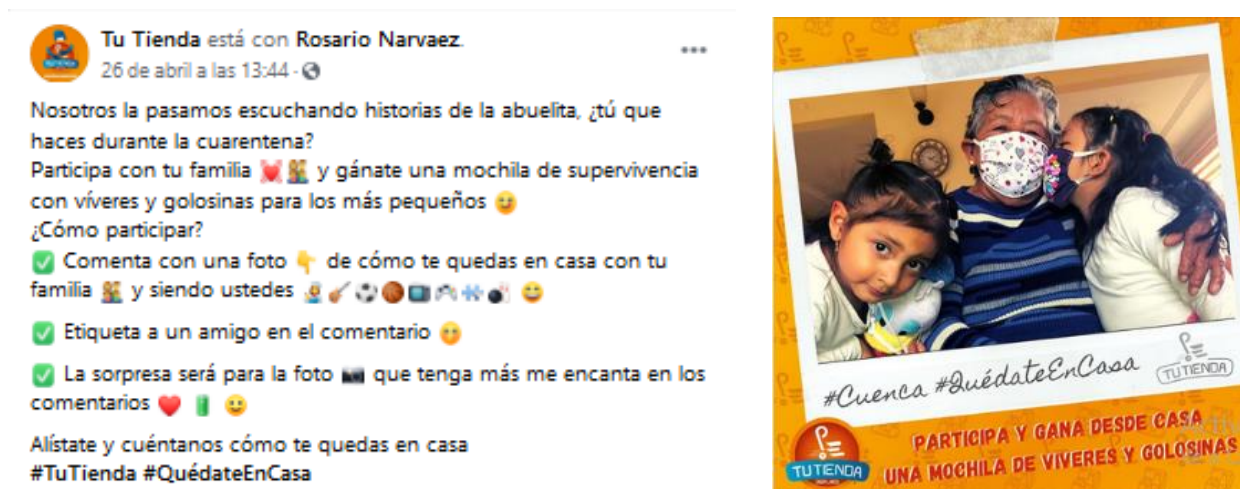 Tu Tienda está con Rosario Narvaez.
26 de abril a las 13:44 ·
Nosotros la pasamos escuchando historias de la abuelita, ¿tú que
haces durante la cuarentena?
Participa con tu familia 💓👨‍👩‍👧‍👦 y gánate una mochila de supervivencia
con víveres y golosinas para los más pequeños 😋
¿Cómo participar?
✅ Comenta con una foto 👇 de cómo te quedas en casa con tu
familia 👨‍👩‍👧‍👦 y siendo ustedes 🎸⚽🏀📺🎮🧩🎳 😄
✅ Etiqueta a un amigo en el comentario 😋
✅ La sorpresa será para la foto 📷 que tenga más me encanta en los
comentarios ❤️🔋😃
Alístate y cuéntanos cómo te quedas en casa
#TuTienda #QuédateEnCasa
#Cuenca #QuédateEnCasa
TU TIENDA
PARTICIPA Y GANA DESDE CASA
UNA MOCHILA DE VIVERES Y GOLOSINAS
TU TIENDA